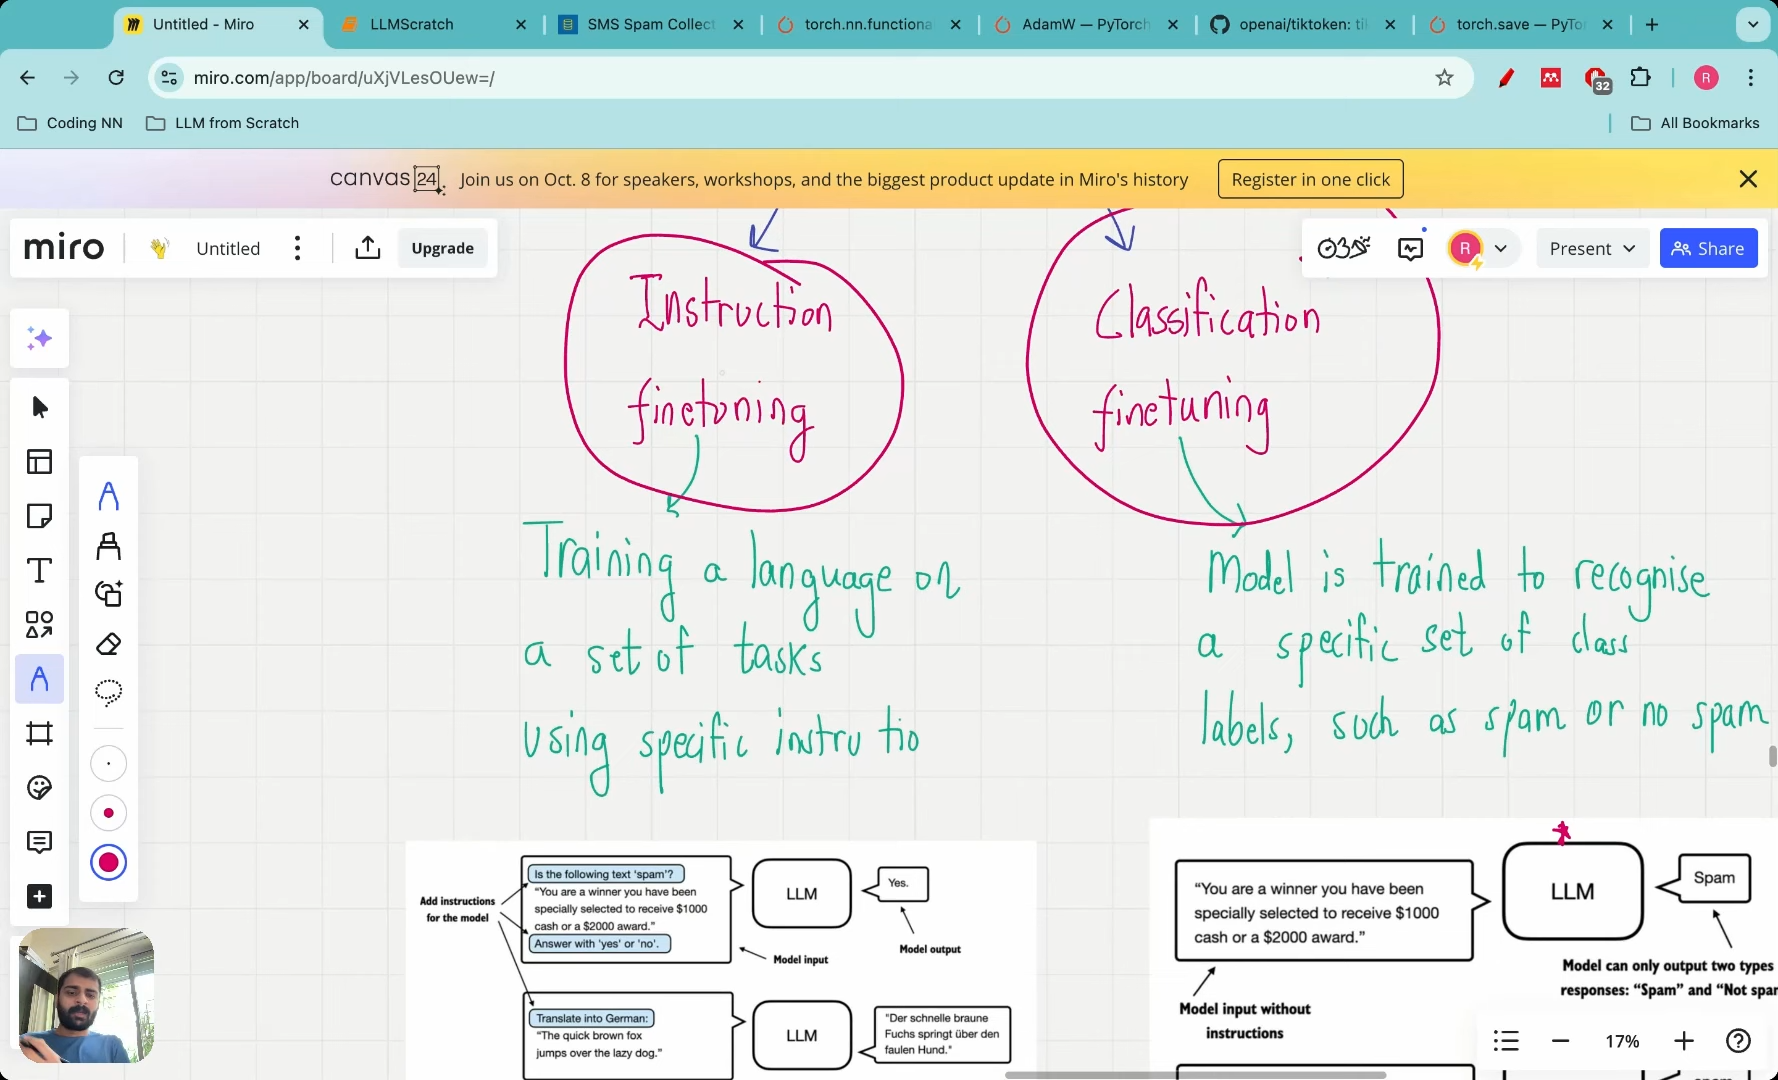 Untitled - Miro
LLMScratch
SMS Spam Collect
torch.nn.functiona
AdamW — PyTorch
openai/tiktoken: ti
torch.save — PyTor
miro.com/app/board/uXjVLesOUew=/
32
R
Coding NN
LLM from Scratch
All Bookmarks
canvas 24 Join us on Oct. 8 for speakers, workshops, and the biggest product update in Miro's history
Register in one click
miro
Untitled
Upgrade
R
Present
Share
Instruction
finetuning
Classification
finetuning
Training a language on
a set of tasks
using specific instru tio
Model is trained to recognise
a specific set of class
labels, such as spam or no spam
Add instructions
for the model
Is the following text 'spam'?
"You are a winner you have been
specially selected to receive $1000
cash or a $2000 award."
Answer with 'yes' or 'no'.
LLM
Yes.
Model output
Model input
Translate into German:
"The quick brown fox
jumps over the lazy dog."
LLM
"Der schnelle braune
Fuchs springt über den
faulen Hund."
"You are a winner you have been
specially selected to receive $1000
cash or a $2000 award."
LLM
Spam
Model input without
instructions
Model can only output two types
responses: "Spam" and "Not spam
17%